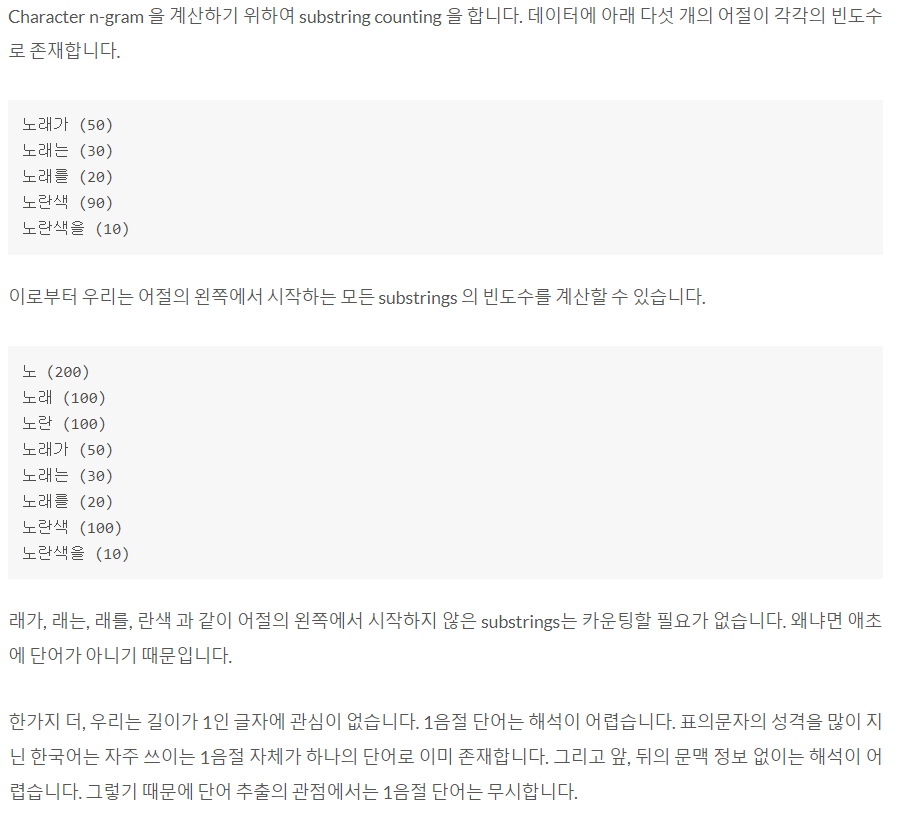 Character n-gram 을 계산하기 위하여 substring counting 을 합니다. 데이터에 아래 다섯 개의 어절이 각각의 빈도수
로 존재합니다.
노래가 (50)
노래는 (30)
노래를 (20)
노란색 (90)
노란색을 (10)
이로부터 우리는 어절의 왼쪽에서 시작하는 모든 substrings 의 빈도수를 계산할 수 있습니다.
노 (200)
노래 (100)
노란 (100)
노래가 (50)
노래는 (30)
노래를 (20)
노란색 (100)
노란색을 (10)
래가, 래는, 래를, 란색 과 같이 어절의 왼쪽에서 시작하지 않은 substrings는 카운팅할 필요가 없습니다. 왜냐면 애초
에 단어가 아니기 때문입니다.
한가지 더, 우리는 길이가 1인 글자에 관심이 없습니다. 1음절 단어는 해석이 어렵습니다. 표의문자의 성격을 많이 지
닌 한국어는 자주 쓰이는 1음절 자체가 하나의 단어로 이미 존재합니다. 그리고 앞, 뒤의 문맥 정보 없이는 해석이 어
렵습니다. 그렇기 때문에 단어 추출의 관점에서는 1음절 단어는 무시합니다.